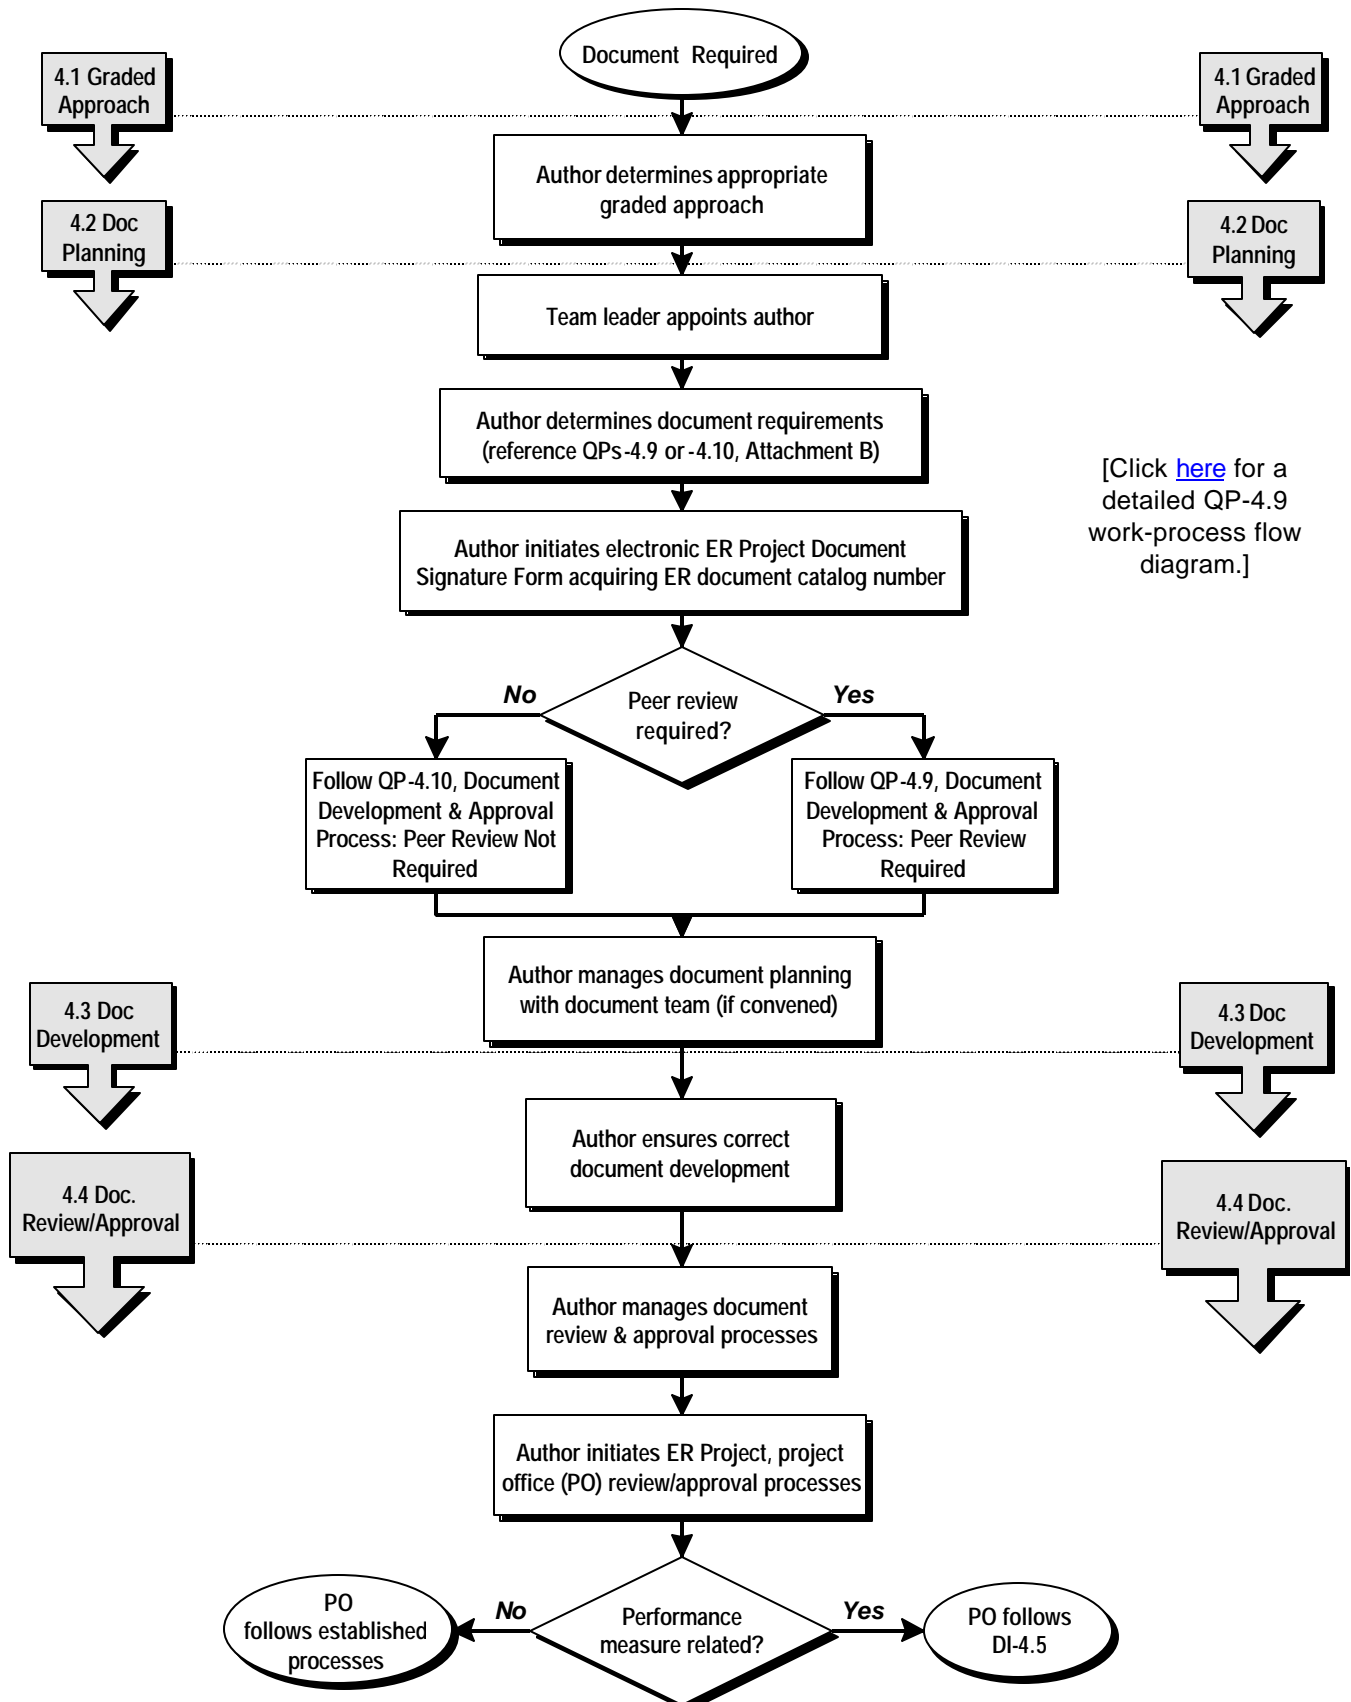 Document Required
4.1 Graded
Approach
4.1 Graded
Approach
Author determines appropriate
graded approach
4.2 Doc
Planning
4.2 Doc
Planning
Team leader appoints author
Author determines document requirements
(reference QPs-4.9 or -4.10, Attachment B)
[Click here for a
detailed QP-4.9
work-process flow
diagram.]
Author initiates electronic ER Project Document
Signature Form acquiring ER document catalog number
No
Peer review
required?
Yes
Follow QP-4.10, Document
Development & Approval
Process: Peer Review Not
Required
Follow QP-4.9, Document
Development & Approval
Process: Peer Review
Required
Author manages document planning
with document team (if convened)
4.3 Doc
Development
4.3 Doc
Development
Author ensures correct
document development
4.4 Doc.
Review/Approval
4.4 Doc.
Review/Approval
Author manages document
review & approval processes
Author initiates ER Project, project
office (PO) review/approval processes
PO
follows established
processes
No
Performance
measure related?
Yes
PO follows
DI-4.5